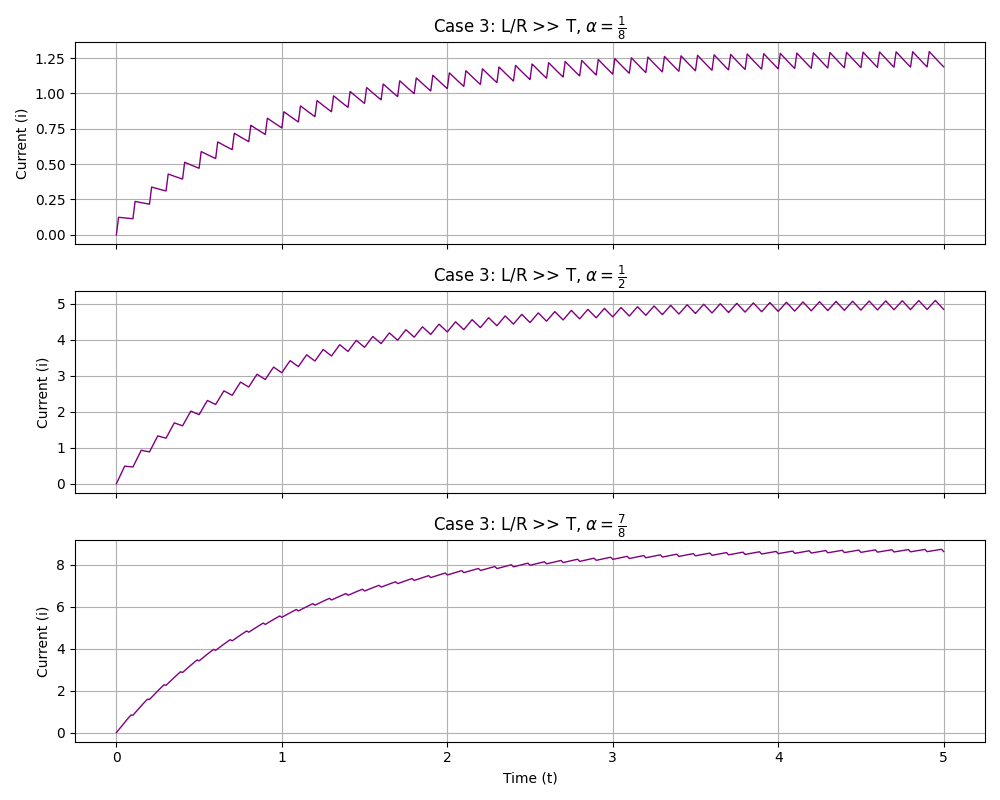 Case 3: L/R >> T, α = 1/8
1.25
1.00
0.75
0.50
0.25
0.00
Current (i)
Case 3: L/R >> T, α = 1/2
5
4
3
2
1
0
Current (i)
Case 3: L/R >> T, α = 7/8
8
6
4
2
0
Current (i)
0 1 2 3 4 5
Time (t)